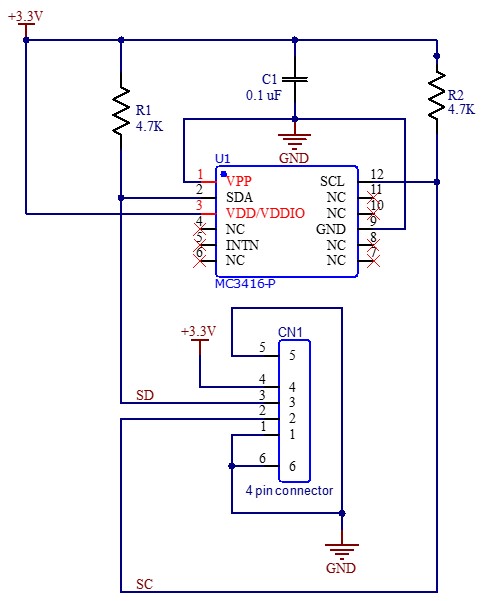 +3.3V
C1
0.1 uF
R1
4.7K
R2
4.7K
GND
U1
1 VPP SCL 12
2 SDA NC 11
3 VDD/VDDIO NC 10
4 NC GND 9
5 INTN NC 8
6 NC NC 7
MC3416-P
+3.3V
CN1
5 5
4 4
SD 3 3
2 2
1 1
6 6
4 pin connector
GND
SC